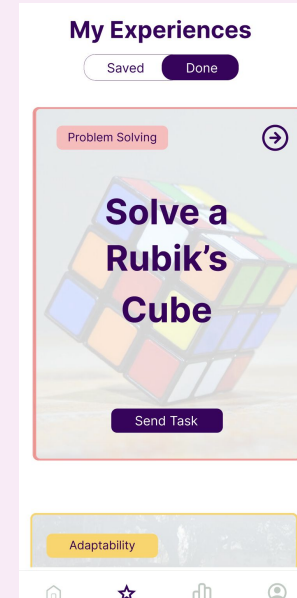 My Experiences
Saved Done
Problem Solving
Solve a
Rubik’s
Cube
Send Task
Adaptability